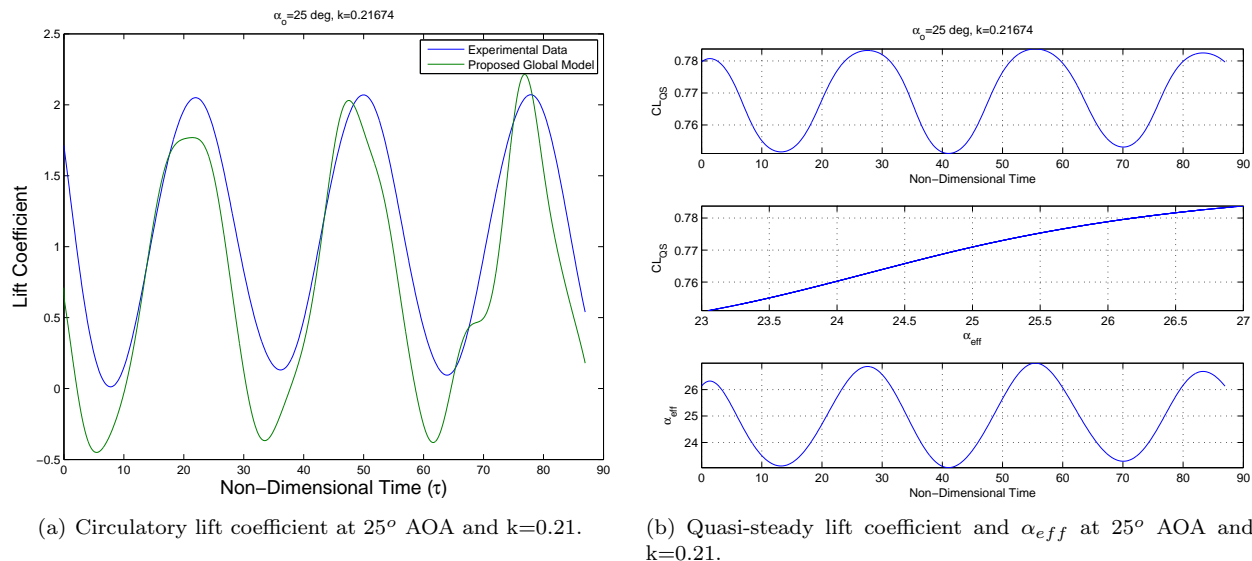 α_o=25 deg, k=0.21674
2.5
2
1.5
1
0.5
0
−0.5
Lift Coefficient
Experimental Data
Proposed Global Model
0 10 20 30 40 50 60 70 80 90
Non−Dimensional Time (τ)
(a) Circulatory lift coefficient at 25° AOA and k=0.21.
α_o=25 deg, k=0.21674
0.78
0.77
0.76
CL_QS
0 10 20 30 40 50 60 70 80 90
Non−Dimensional Time
0.78
0.77
0.76
CL_QS
23 23.5 24 24.5 25 25.5 26 26.5 27
α_eff
26
25
24
α_eff
0 10 20 30 40 50 60 70 80 90
Non−Dimensional Time
(b) Quasi-steady lift coefficient and α_eff at 25° AOA and
k=0.21.